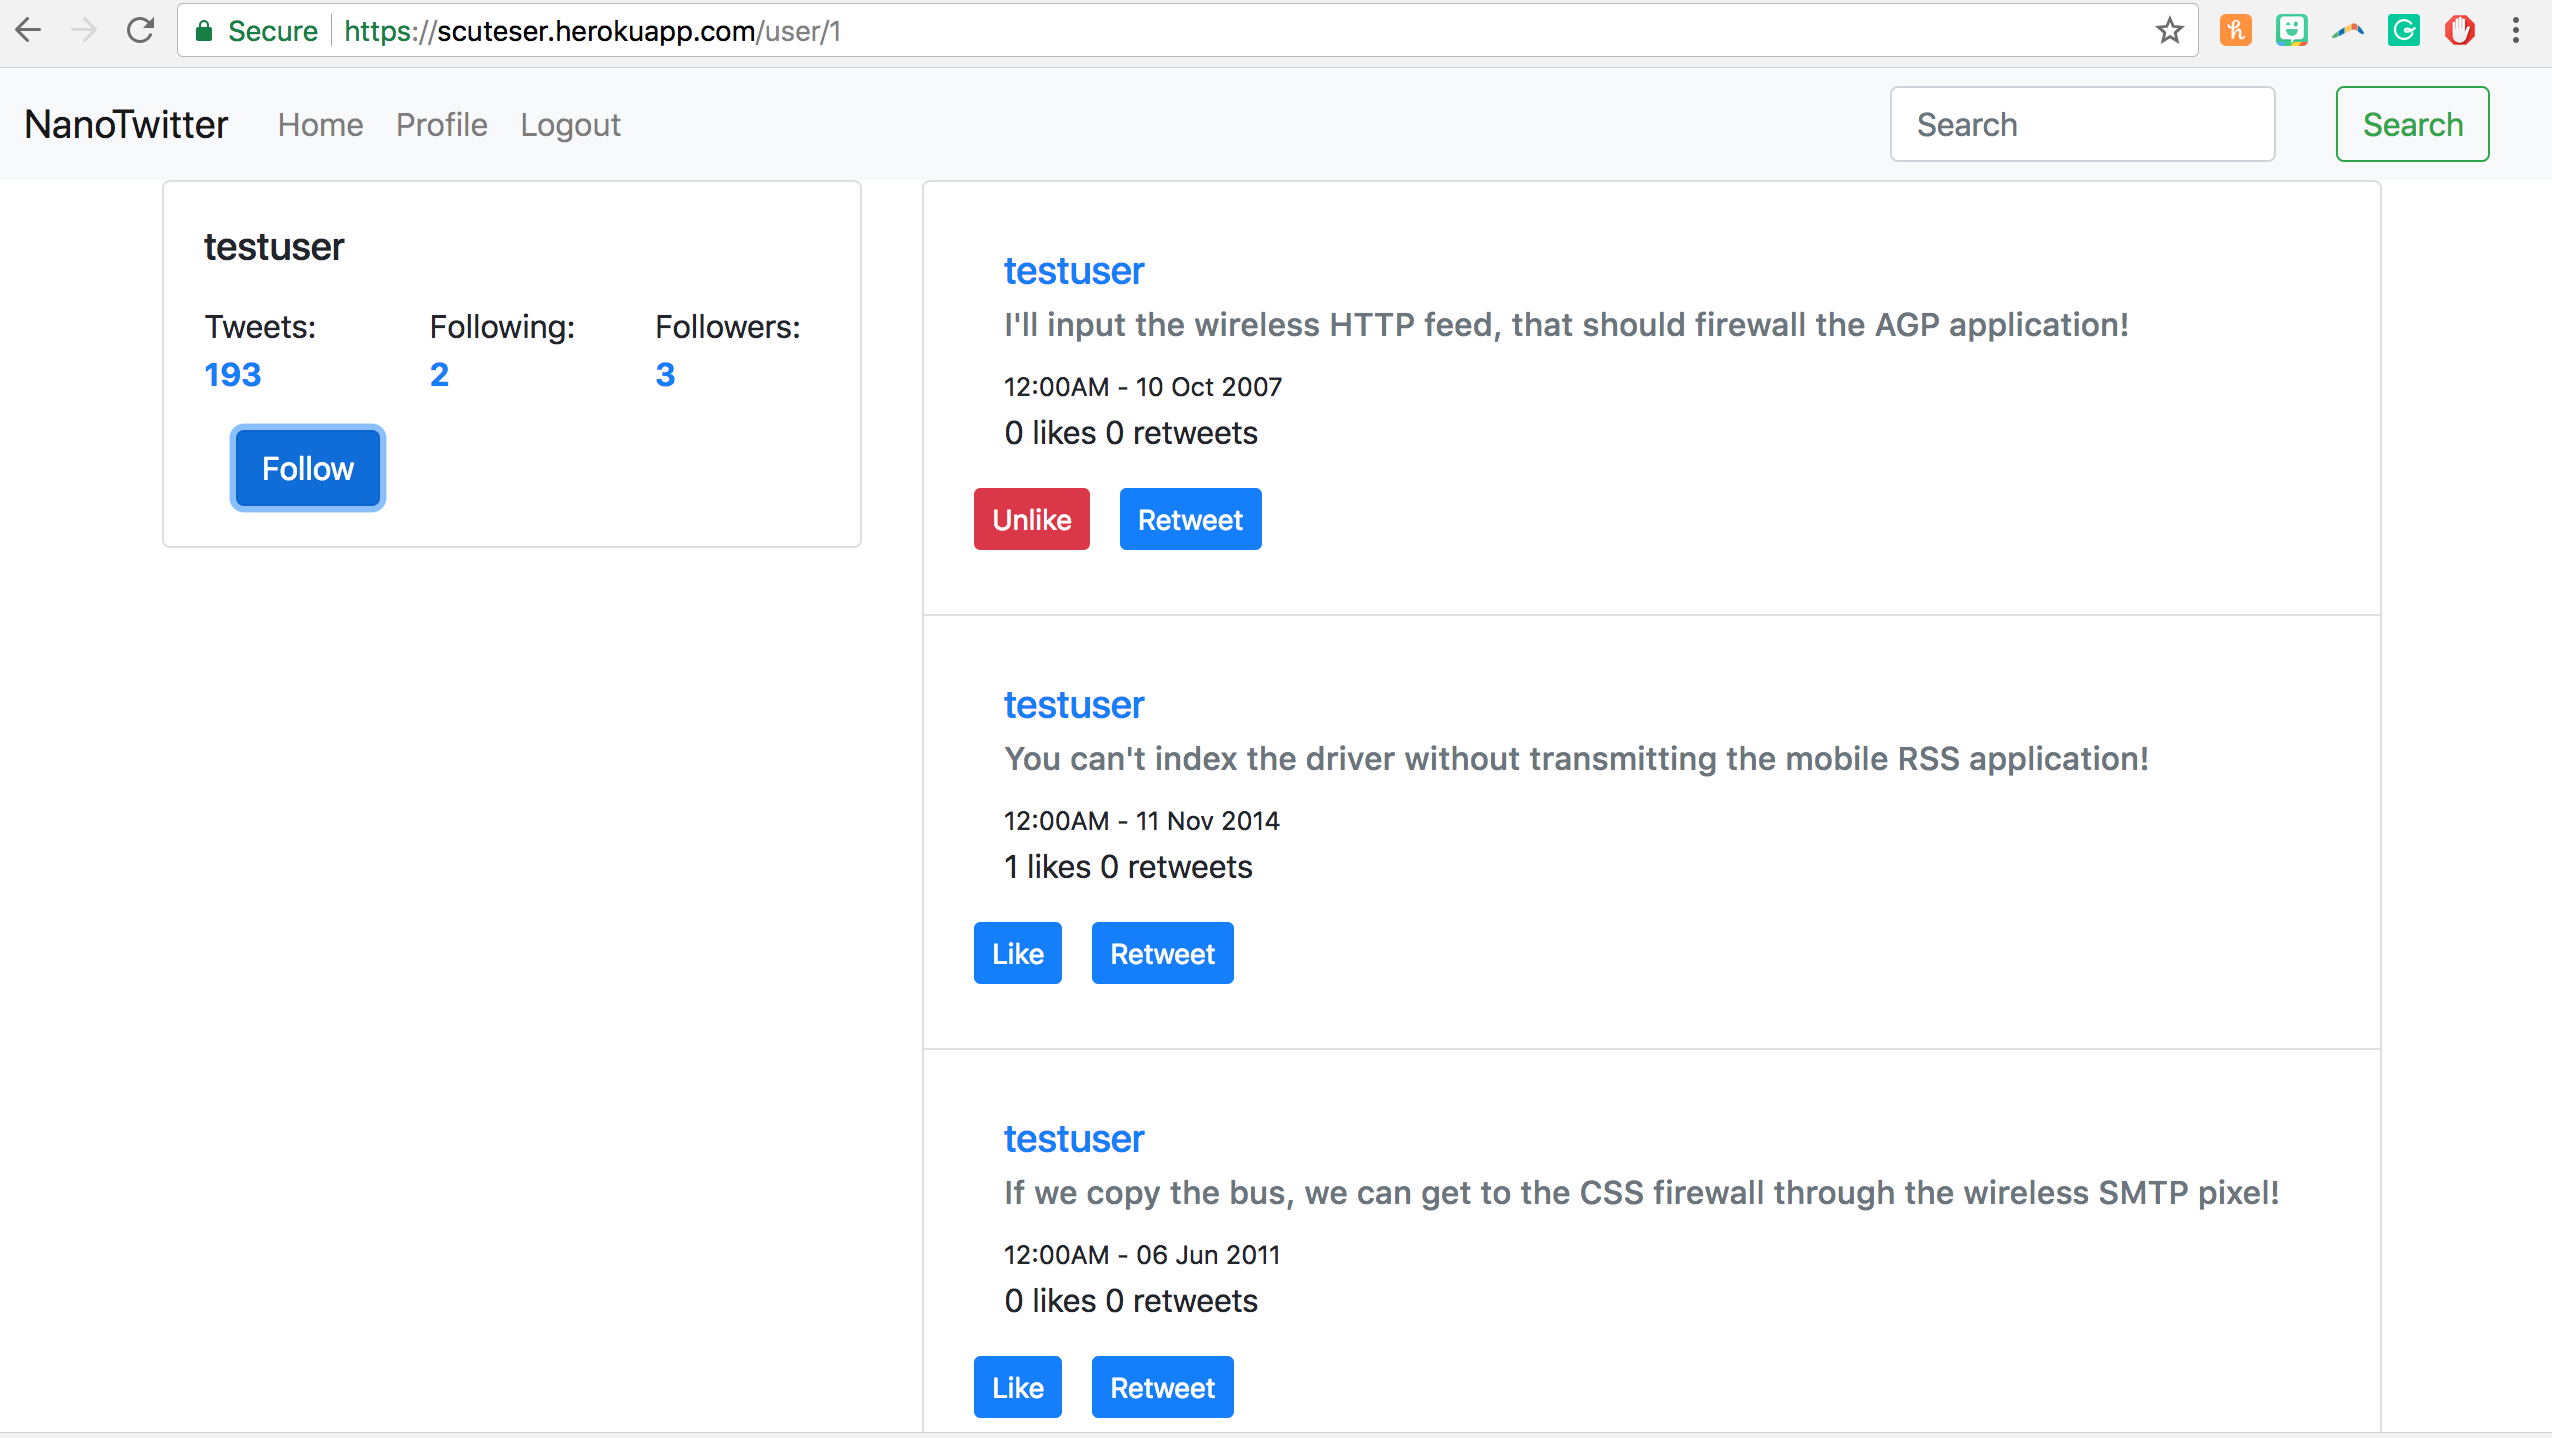 Secure https://scuteser.herokuapp.com/user/1
NanoTwitter Home Profile Logout Search Search
testuser
Tweets: Following: Followers:
193 2 3
Follow
testuser
I'll input the wireless HTTP feed, that should firewall the AGP application!
12:00AM - 10 Oct 2007
0 likes 0 retweets
Unlike Retweet
testuser
You can't index the driver without transmitting the mobile RSS application!
12:00AM - 11 Nov 2014
1 likes 0 retweets
Like Retweet
testuser
If we copy the bus, we can get to the CSS firewall through the wireless SMTP pixel!
12:00AM - 06 Jun 2011
0 likes 0 retweets
Like Retweet